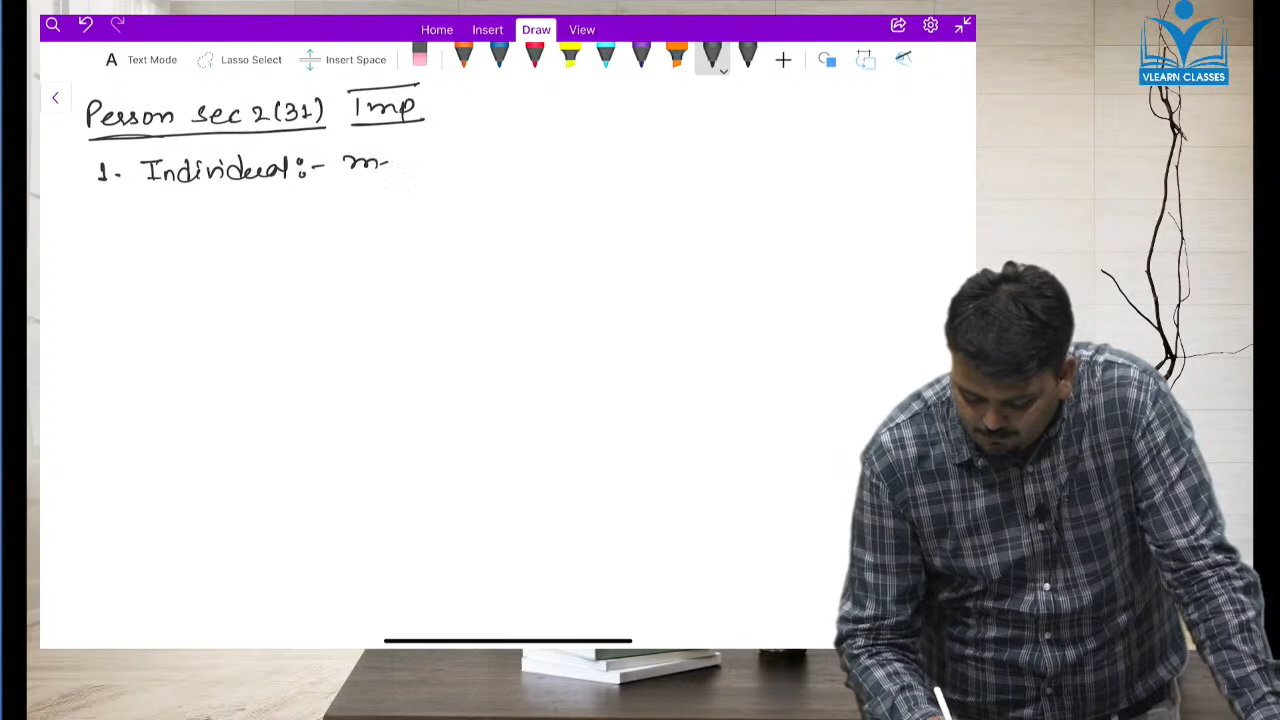 Home Insert Draw View
A Text Mode Lasso Select Insert Space
VLEARN CLASSES
Person sec 2(31) Imp
1. Individual :- m-